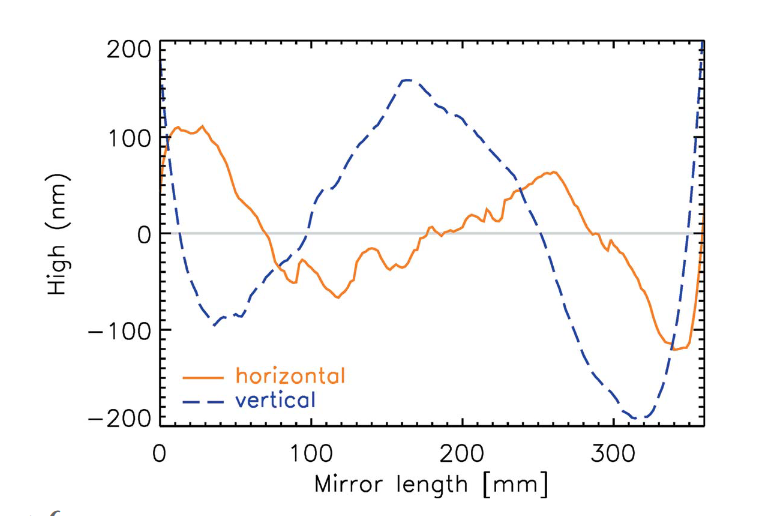 200
100
0
−100
−200
High (nm)
horizontal
vertical
0 100 200 300
Mirror length [mm]